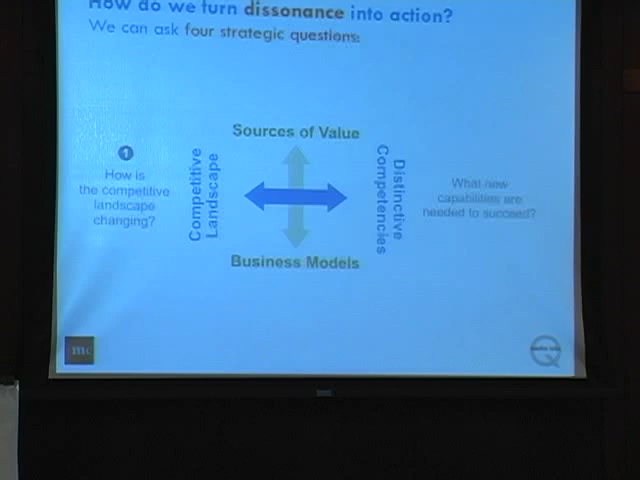 How do we turn dissonance into action?
We can ask four strategic questions:
Sources of Value
1
How is
the competitive
landscape
changing?
Competitive
Landscape
Distinctive
Competencies
What new
capabilities are
needed to succeed?
Business Models
mc